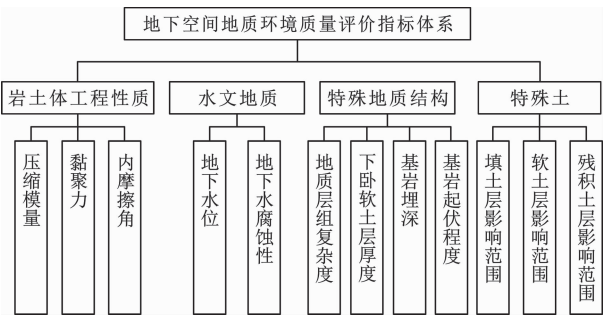 地下空间地质环境质量评价指标体系
岩土体工程性质
水文地质
特殊地质结构
特殊土
压缩模量
黏聚力
内摩擦角
地下水位
地下水腐蚀性
地质层组复杂度
下卧软土层厚度
基岩埋深
基岩起伏程度
填土层影响范围
软土层影响范围
残积土层影响范围